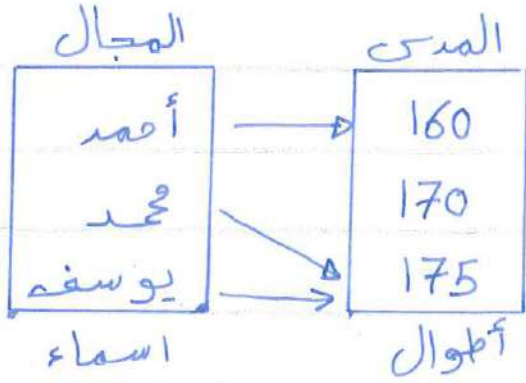 المجال المدى
أحمد 160
محمد 170
يوسف 175
اسماء أطوال